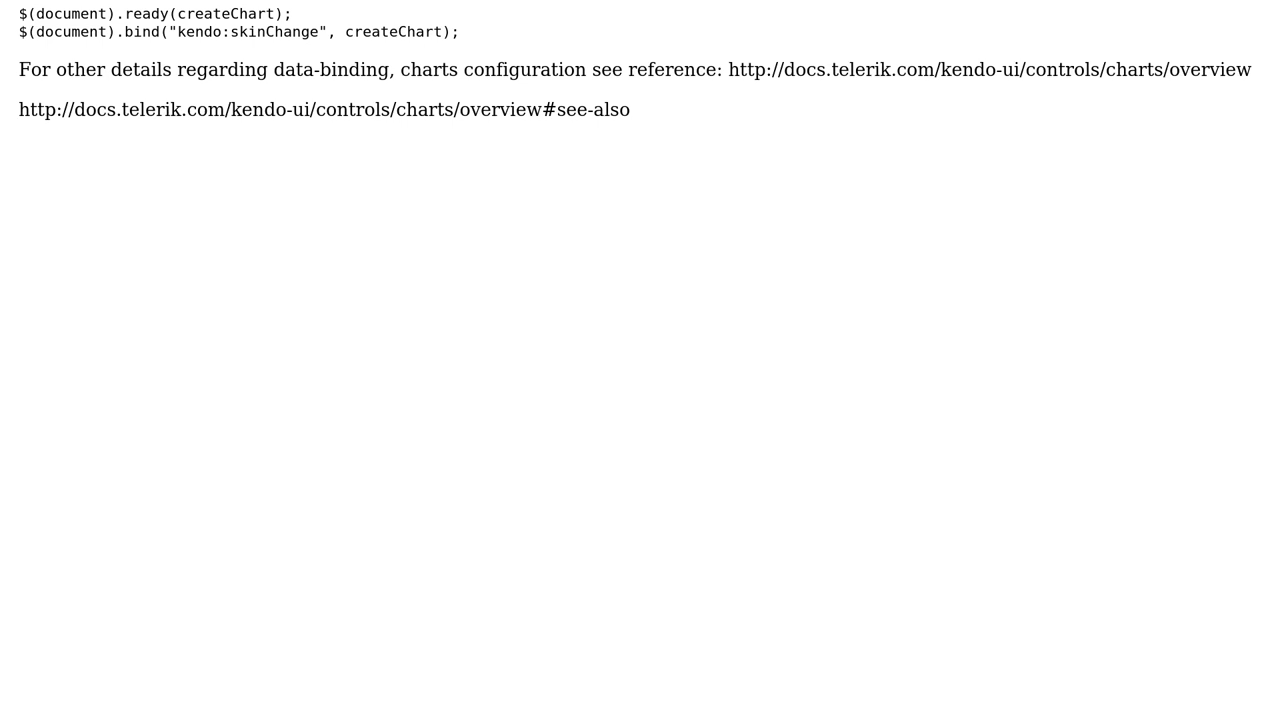 $(document).ready(createChart);
$(document).bind("kendo:skinChange", createChart);
For other details regarding data-binding, charts configuration see reference: http://docs.telerik.com/kendo-ui/controls/charts/overview
http://docs.telerik.com/kendo-ui/controls/charts/overview#see-also